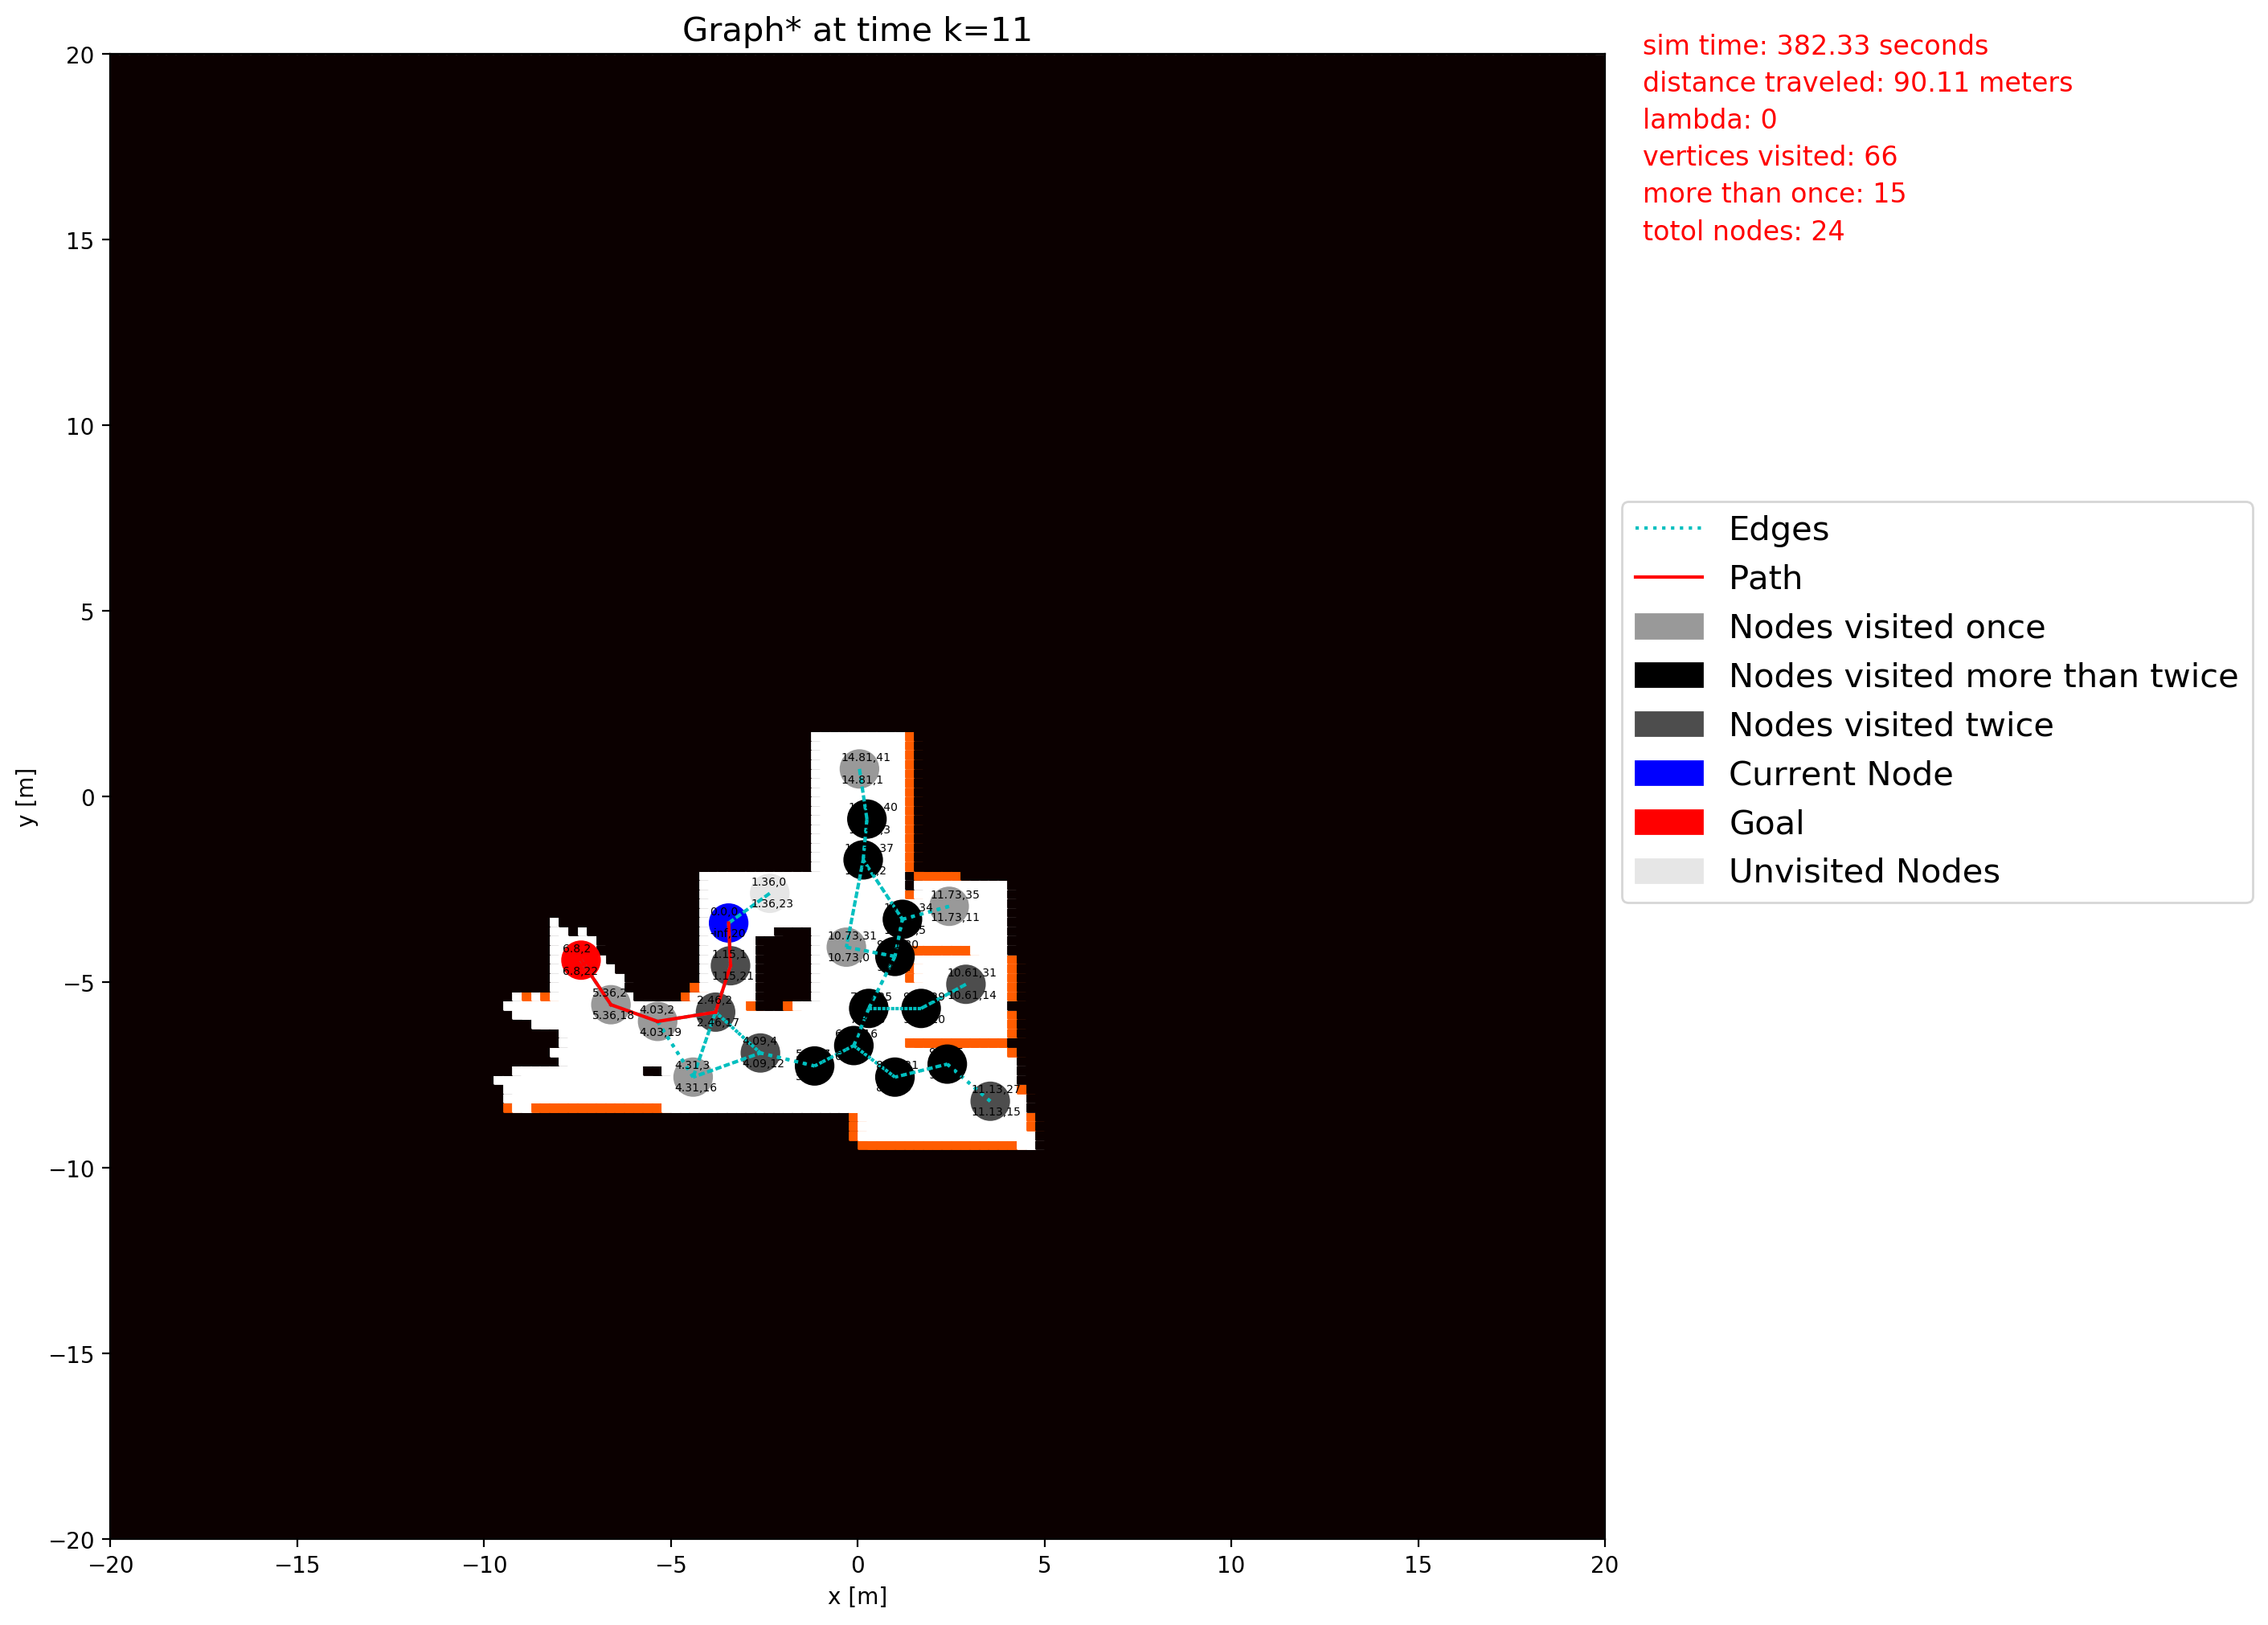 Graph* at time k=11
sim time: 382.33 seconds
distance traveled: 90.11 meters
lambda: 0
vertices visited: 66
more than once: 15
totol nodes: 24
20
15
10
5
0
−5
−10
−15
−20
y [m]
−20
−15
−10
−5
0
5
10
15
20
x [m]
14.81,41
14.81,1
1.36,0
1.36,23
11.73,35
11.73,11
10.73,31
10.73,0
6.8,2
6.8,22
1.15,1
1.15,21
10.61,31
10.61,14
5.36,2
5.36,18
4.03,2
4.03,19
2.46,2
2.46,17
4.09,4
4.09,12
4.31,3
4.31,16
11.13,27
11.13,15
Edges
Path
Nodes visited once
Nodes visited more than twice
Nodes visited twice
Current Node
Goal
Unvisited Nodes